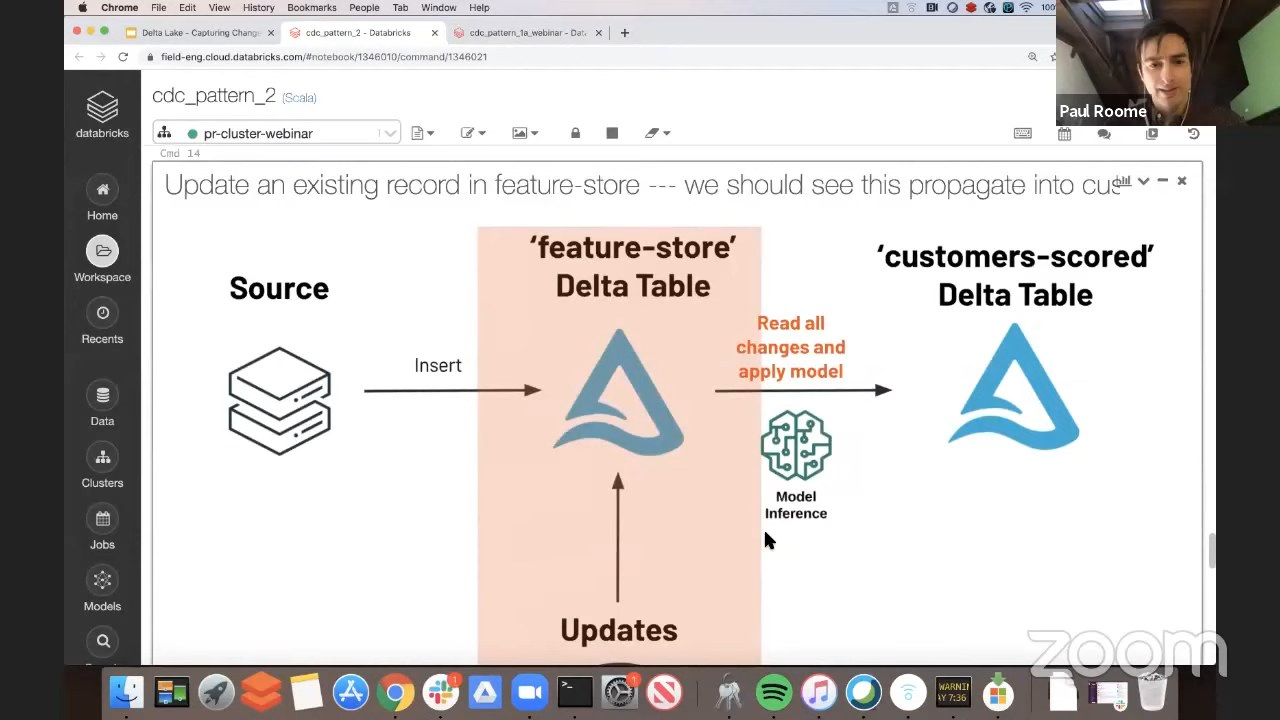 Chrome File Edit View History Bookmarks People Tab Window Help
Delta Lake - Capturing Chang
cdc_pattern_2 - Databricks
cdc_pattern_1a_webinar - Dat
field-eng.cloud.databricks.com/#notebook/1346010/command/1346021
Paul Roome
databricks
cdc_pattern_2 (Scala)
pr-cluster-webinar
Cmd 14
Home
Workspace
Recents
Data
Clusters
Jobs
Models
Update an existing record in feature-store --- we should see this propagate into cus
Source
Insert
'feature-store'
Delta Table
Read all
changes and
apply model
Model
Inference
'customers-scored'
Delta Table
Updates
zoom